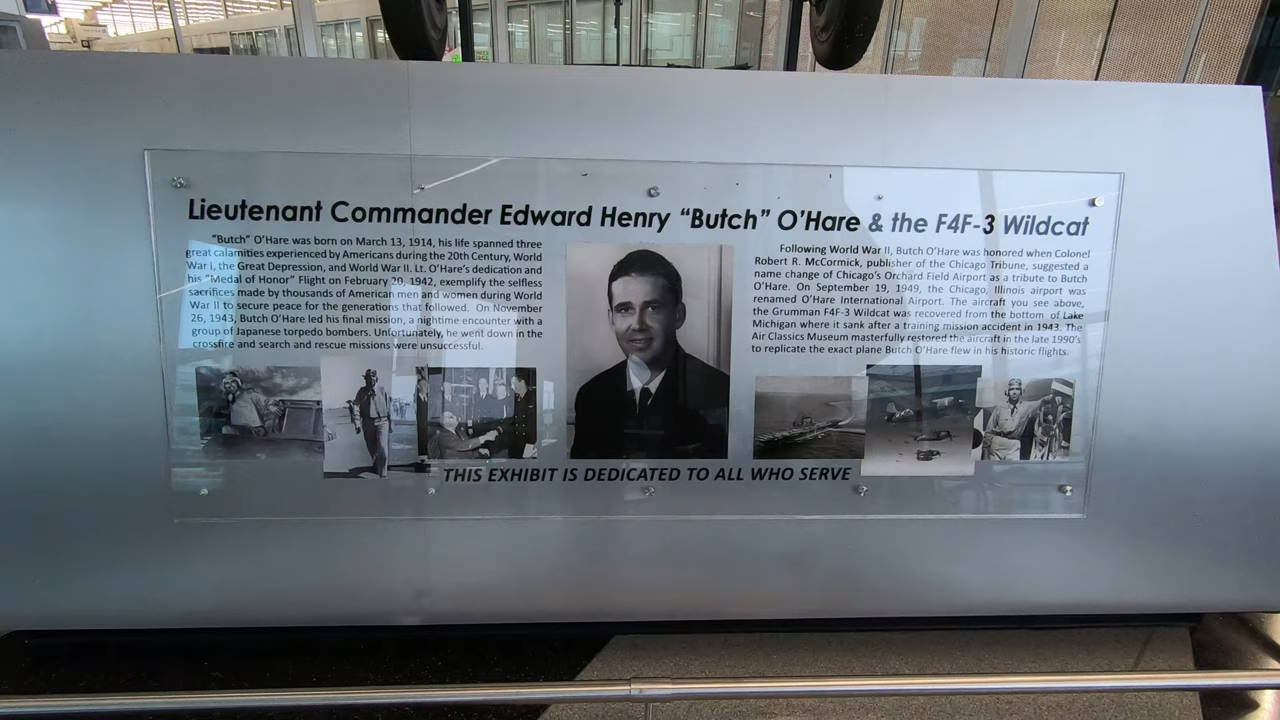 Lieutenant Commander Edward Henry “Butch” O’Hare & the F4F-3 Wildcat
“Butch” O’Hare was born on March 13, 1914, his life spanned three
great calamities experienced by Americans during the 20th Century, World
War I, the Great Depression, and World War II. Lt. O’Hare’s dedication and
his “Medal of Honor” Flight on February 20, 1942, exemplify the selfless
sacrifices made by thousands of American men and women during World
War II to secure peace for the generations that followed. On November
26, 1943, Butch O’Hare led his final mission, a nightime encounter with a
group of Japanese torpedo bombers. Unfortunately, he went down in the
crossfire and search and rescue missions were unsuccessful.
Following World War II, Butch O’Hare was honored when Colonel
Robert R. McCormick, publisher of the Chicago Tribune, suggested a
name change of Chicago’s Orchard Field Airport as a tribute to Butch
O’Hare. On September 19, 1949, the Chicago, Illinois airport was
renamed O’Hare International Airport. The aircraft you see above,
the Grumman F4F-3 Wildcat was recovered from the bottom of Lake
Michigan where it sank after a training mission accident in 1943. The
Air Classics Museum masterfully restored the aircraft in the late 1990’s
to replicate the exact plane Butch O’Hare flew in his historic flights.
THIS EXHIBIT IS DEDICATED TO ALL WHO SERVE